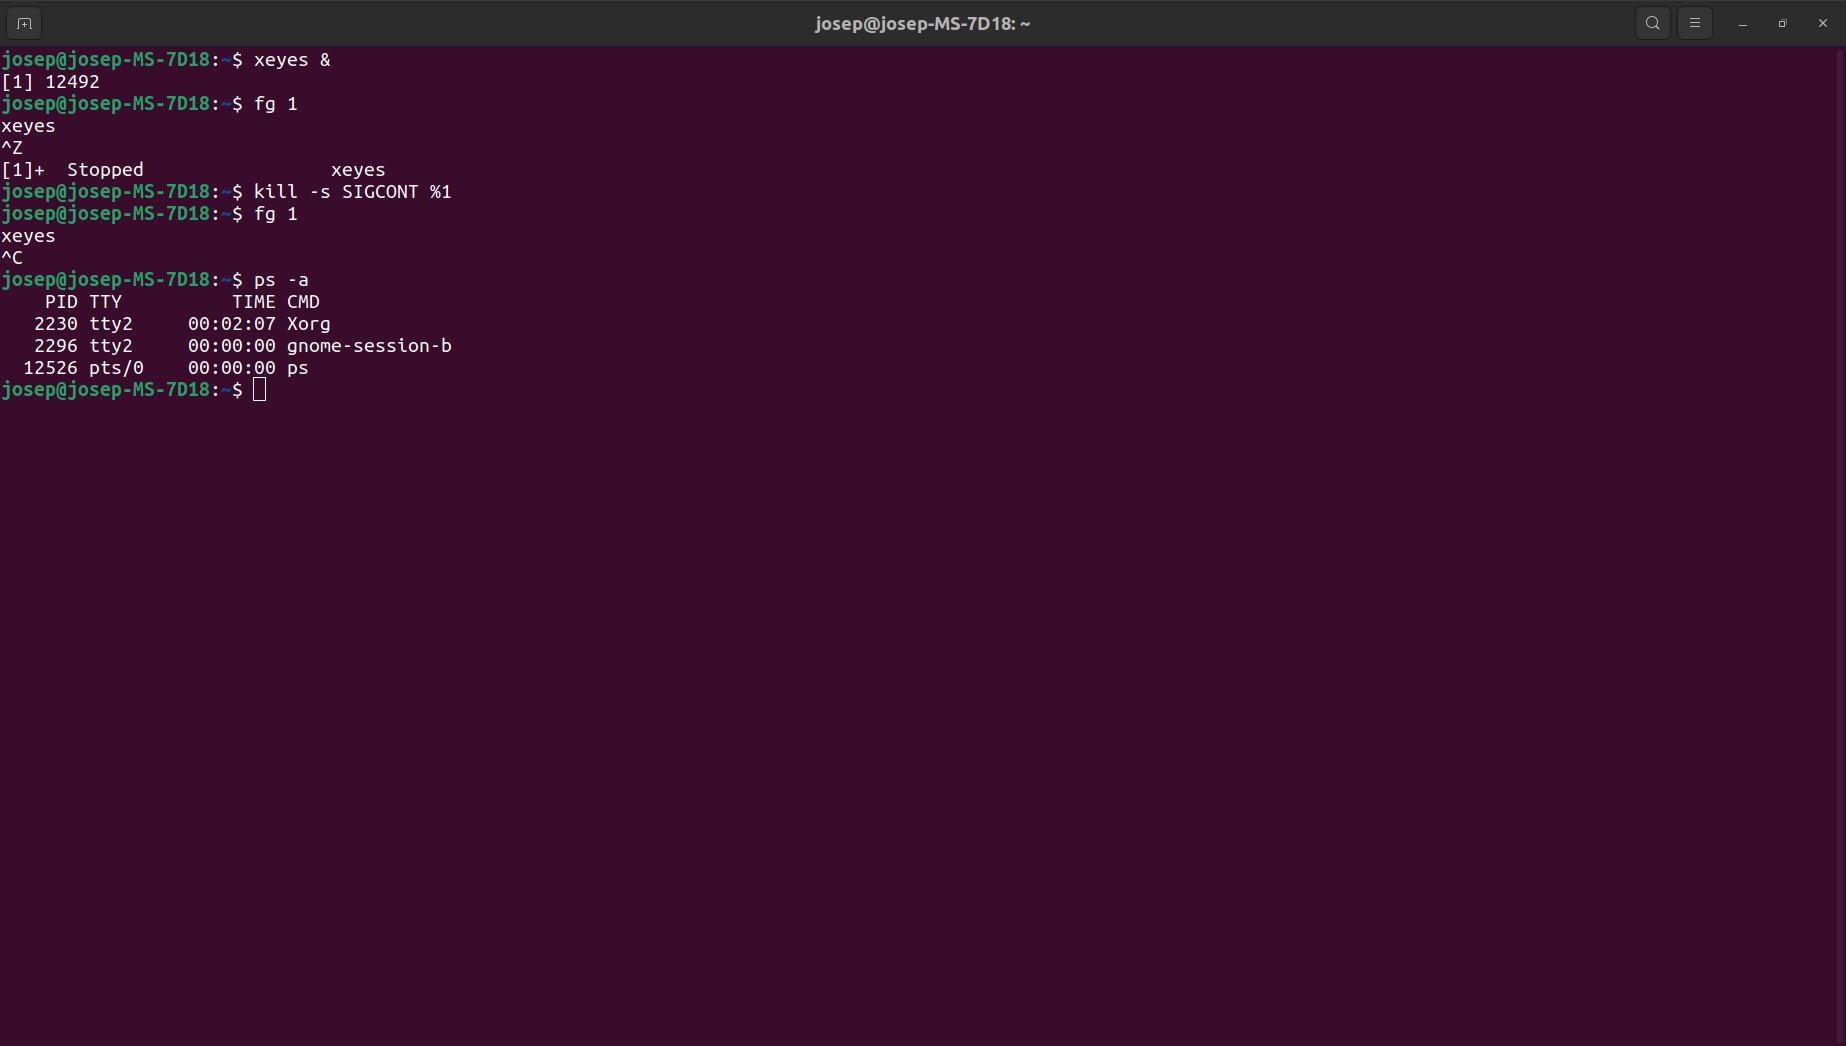 josep@josep-MS-7D18: ~
josep@josep-MS-7D18:~$ xeyes &
[1] 12492
josep@josep-MS-7D18:~$ fg 1
xeyes
^Z
[1]+  Stopped                 xeyes
josep@josep-MS-7D18:~$ kill -s SIGCONT %1
josep@josep-MS-7D18:~$ fg 1
xeyes
^C
josep@josep-MS-7D18:~$ ps -a
    PID TTY          TIME CMD
   2230 tty2     00:02:07 Xorg
   2296 tty2     00:00:00 gnome-session-b
  12526 pts/0    00:00:00 ps
josep@josep-MS-7D18:~$